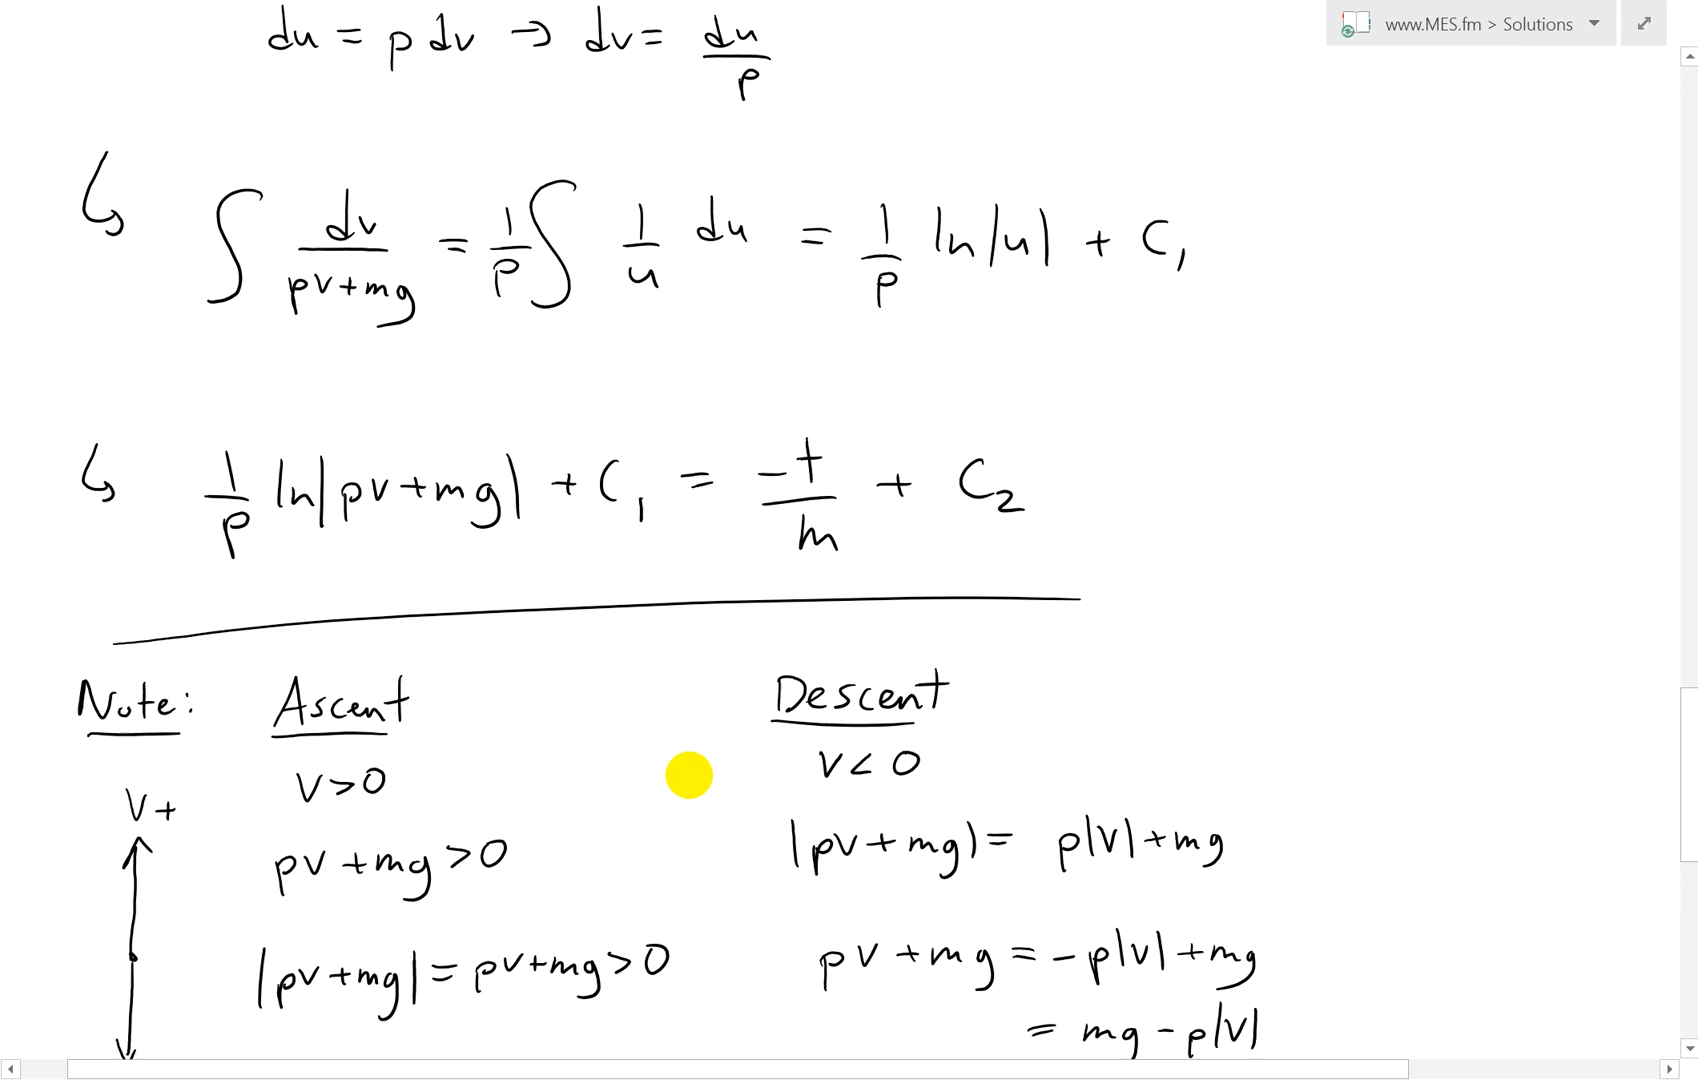 www.MES.fm > Solutions
du = p dv → dv = du/p
↳ ∫ dv/(pv+mg) = 1/p ∫ 1/u du = 1/p ln|u| + C₁
↳ 1/p ln|pv+mg| + C₁ = -t/m + C₂
Note: Ascent Descent
v>0 v<0
v+
pv+mg>0 |pv+mg|= p|v|+mg
|pv+mg|=pv+mg>0 pv+mg=-p|v|+mg
= mg-p|v|